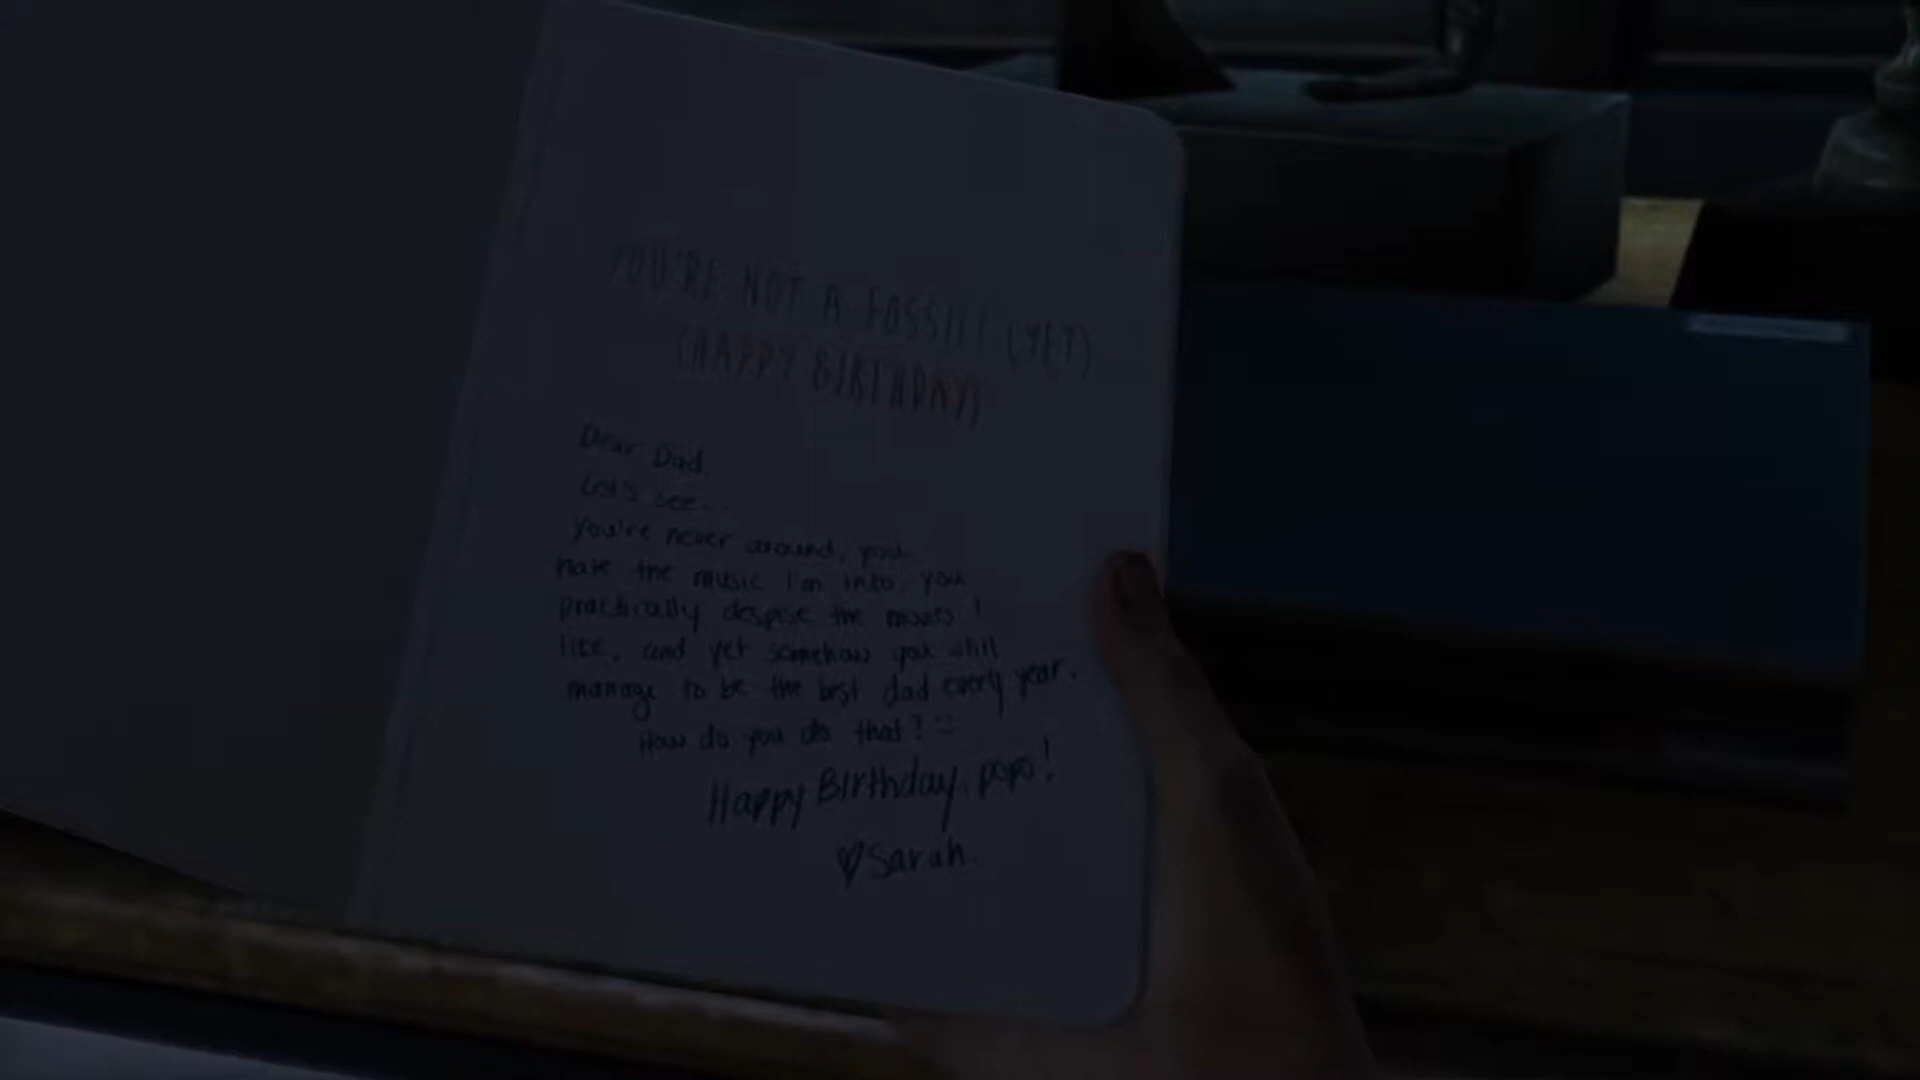 YOU'RE NOT A FOSSIL! (YET)
(HAPPY BIRTHDAY)
Dear Dad,
Let's see...
You're never around, you
hate the music I'm into, you
practically despise the movies I
like, and yet somehow you still
manage to be the best dad every year.
How do you do that? :)
Happy Birthday, papa!
♡ Sarah.